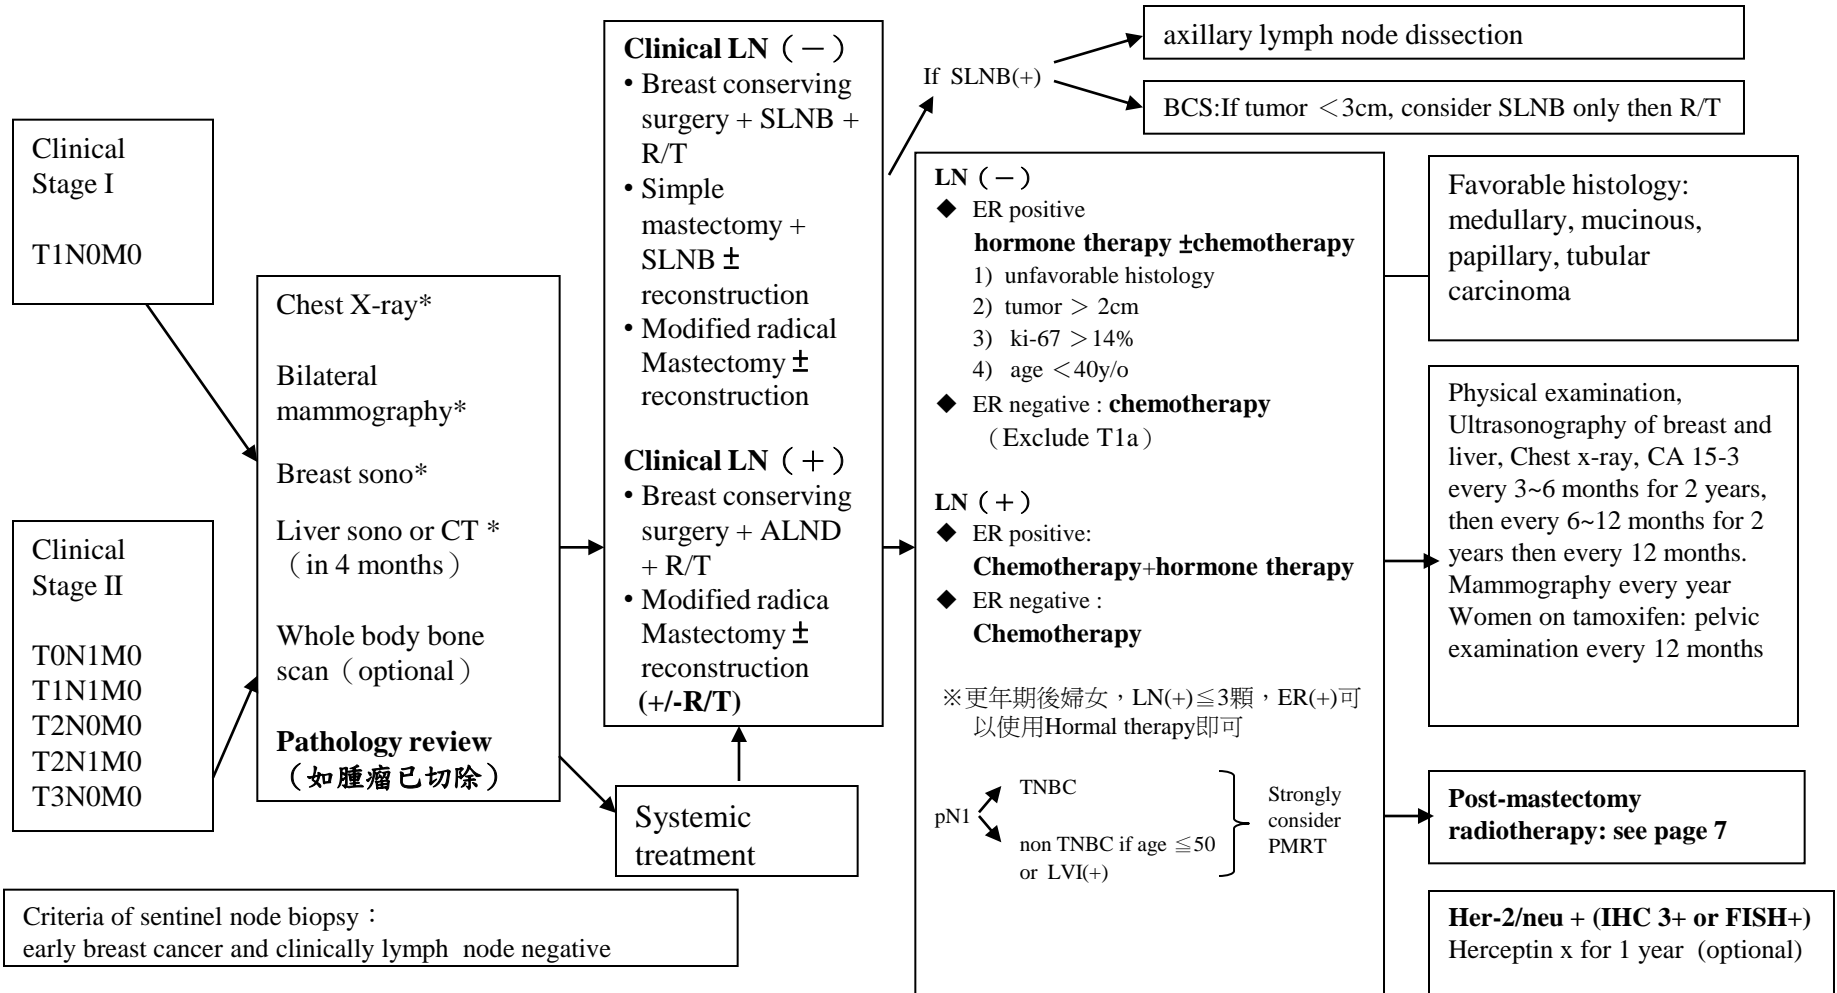 Clinical
Stage I
T1N0M0
Clinical
Stage II
T0N1M0
T1N1M0
T2N0M0
T2N1M0
T3N0M0
Chest X-ray*
Bilateral
mammography*
Breast sono*
Liver sono or CT *
（in 4 months）
Whole body bone
scan（optional）
Pathology review
（如腫瘤已切除）
Clinical LN（－）
• Breast conserving
surgery + SLNB +
R/T
• Simple
mastectomy +
SLNB ±
reconstruction
• Modified radical
Mastectomy ±
reconstruction
Clinical LN（＋）
• Breast conserving
surgery + ALND
+ R/T
• Modified radica
Mastectomy ±
reconstruction
(+/-R/T)
Systemic
treatment
If SLNB(+)
axillary lymph node dissection
BCS:If tumor ＜3cm, consider SLNB only then R/T
LN（－）
◆ ER positive
hormone therapy ±chemotherapy
1) unfavorable histology
2) tumor＞2cm
3) ki-67＞14%
4) age＜40y/o
◆ ER negative : chemotherapy
（Exclude T1a）
LN（＋）
◆ ER positive:
Chemotherapy+hormone therapy
◆ ER negative :
Chemotherapy
※更年期後婦女，LN(+)≦3顆，ER(+)可
以使用Hormal therapy即可
pN1
TNBC
non TNBC if age ≦50
or LVI(+)
Strongly
consider
PMRT
Favorable histology:
medullary, mucinous,
papillary, tubular
carcinoma
Physical examination,
Ultrasonography of breast and
liver, Chest x-ray, CA 15-3
every 3~6 months for 2 years,
then every 6~12 months for 2
years then every 12 months.
Mammography every year
Women on tamoxifen: pelvic
examination every 12 months
Post-mastectomy
radiotherapy: see page 7
Her-2/neu + (IHC 3+ or FISH+)
Herceptin x for 1 year (optional)
Criteria of sentinel node biopsy：
early breast cancer and clinically lymph node negative